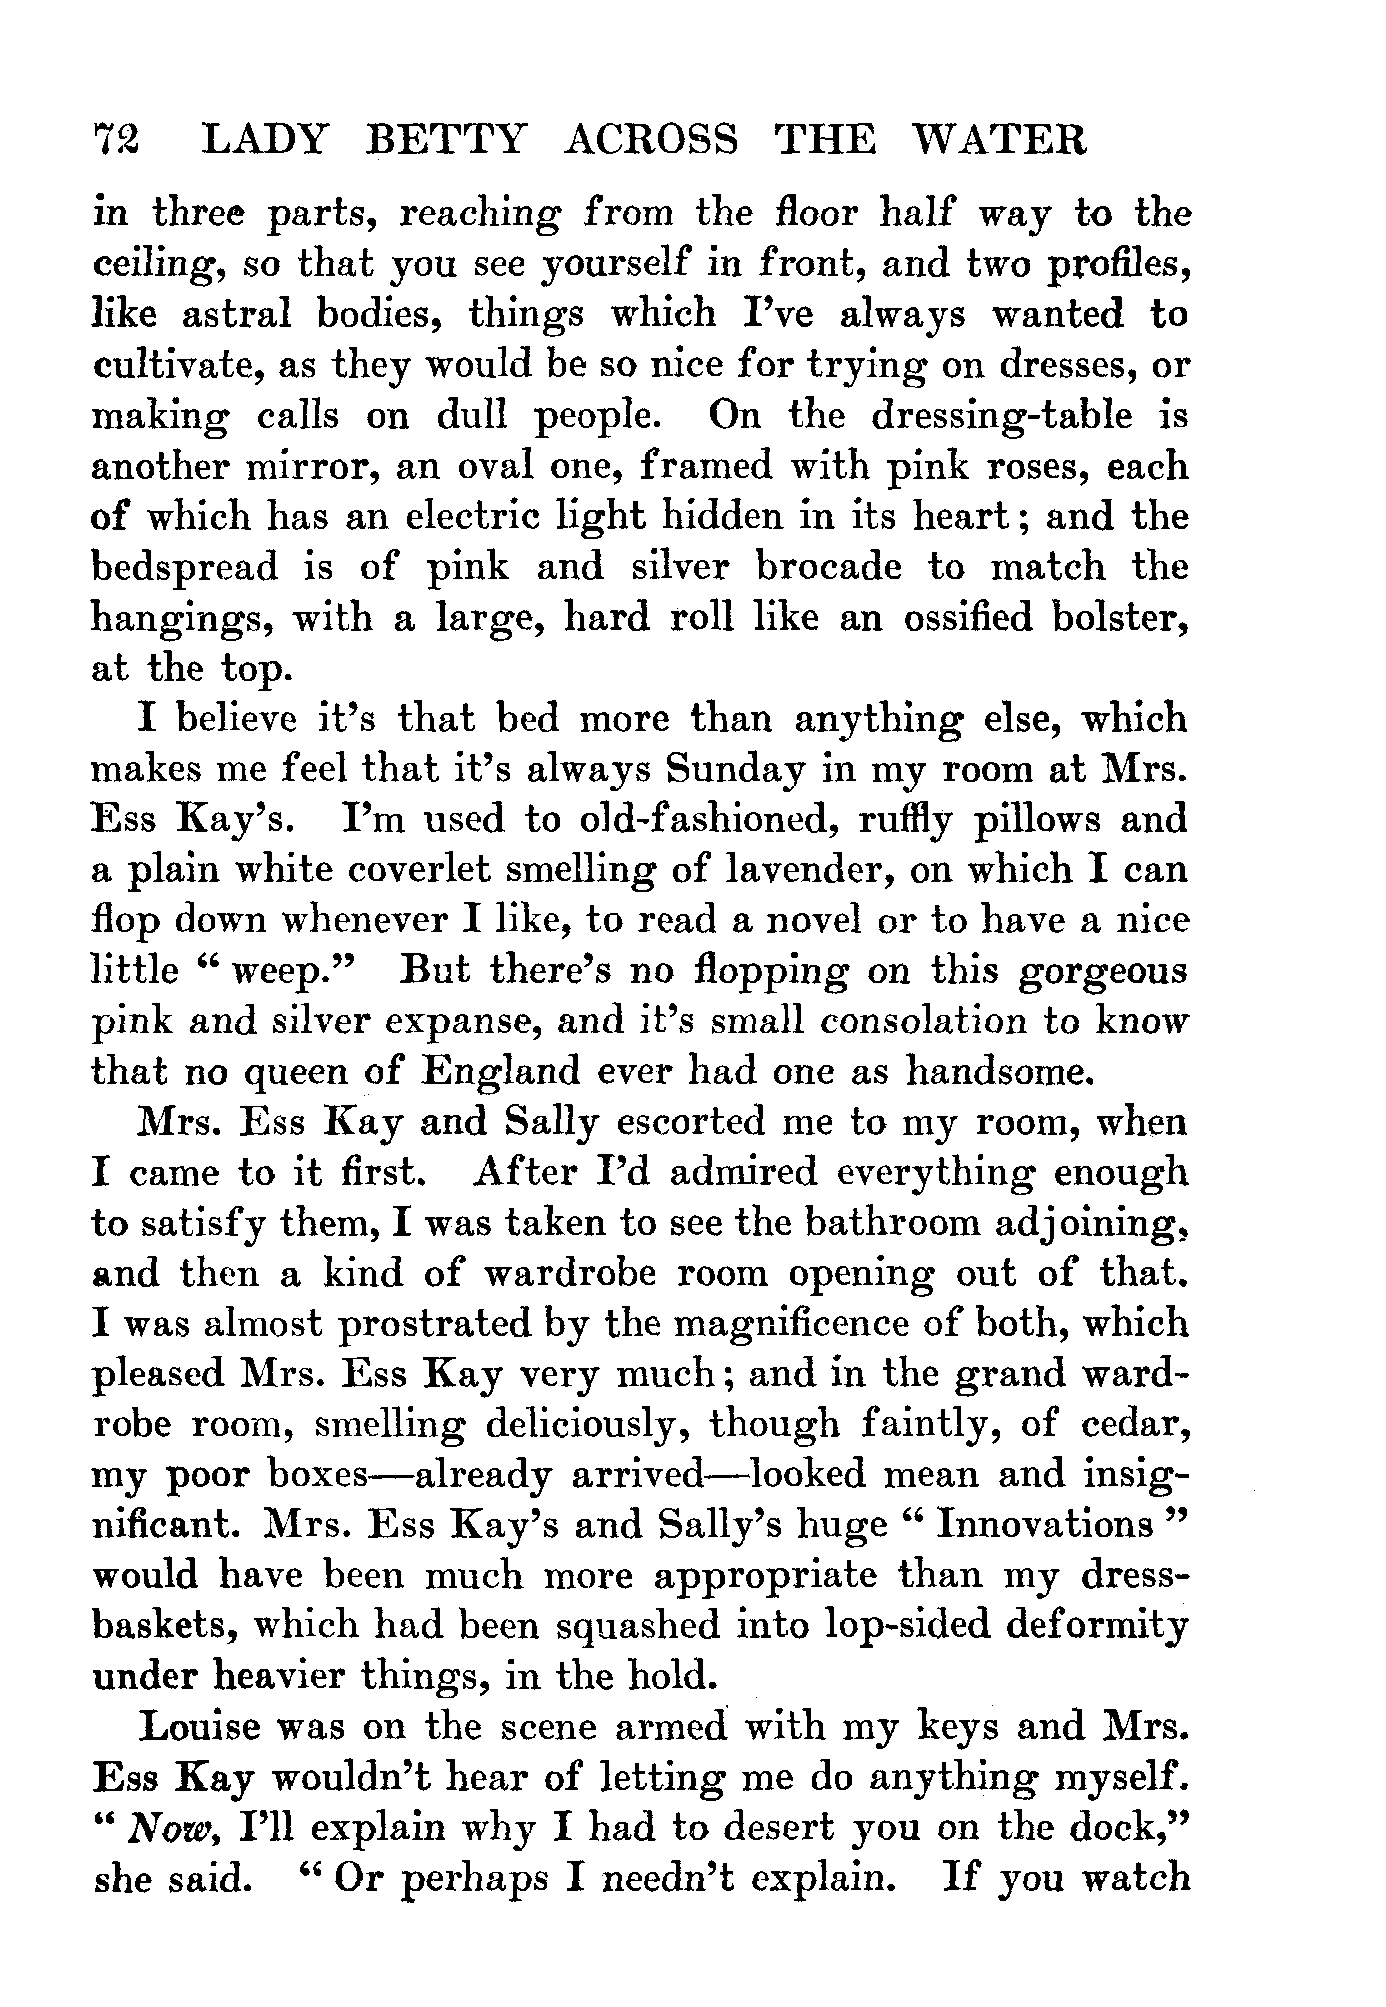 72 LADY BETTY ACROSS THE WATER
in three parts, reaching from the floor half way to the
ceiling, so that you see yourself in front, and two profiles,
like astral bodies, things which I've always wanted to
cultivate, as they would be so nice for trying on dresses, or
making calls on dull people. On the dressing-table is
another mirror, an oval one, framed with pink roses, each
of which has an electric light hidden in its heart; and the
bedspread is of pink and silver brocade to match the
hangings, with a large, hard roll like an ossified bolster,
at the top.
I believe it's that bed more than anything else, which
makes me feel that it's always Sunday in my room at Mrs.
Ess Kay's. I'm used to old-fashioned, ruffly pillows and
a plain white coverlet smelling of lavender, on which I can
flop down whenever I like, to read a novel or to have a nice
little “ weep.” But there's no flopping on this gorgeous
pink and silver expanse, and it's small consolation to know
that no queen of England ever had one as handsome.
Mrs. Ess Kay and Sally escorted me to my room, when
I came to it first. After I'd admired everything enough
to satisfy them, I was taken to see the bathroom adjoining,
and then a kind of wardrobe room opening out of that.
I was almost prostrated by the magnificence of both, which
pleased Mrs. Ess Kay very much; and in the grand ward-
robe room, smelling deliciously, though faintly, of cedar,
my poor boxes—already arrived—looked mean and insig-
nificant. Mrs. Ess Kay's and Sally's huge “ Innovations ”
would have been much more appropriate than my dress-
baskets, which had been squashed into lop-sided deformity
under heavier things, in the hold.
Louise was on the scene armed with my keys and Mrs.
Ess Kay wouldn't hear of letting me do anything myself.
“ Now, I'll explain why I had to desert you on the dock,”
she said. “ Or perhaps I needn't explain. If you watch